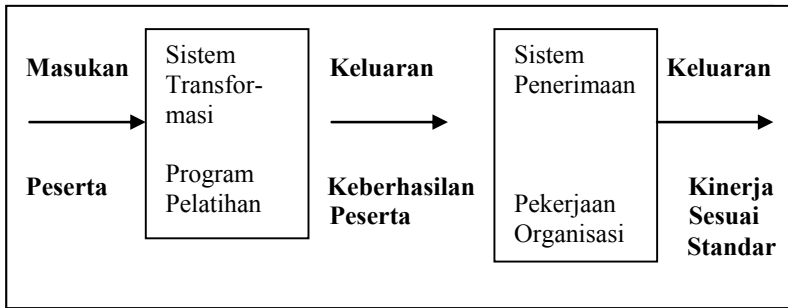 Masukan
Peserta
Sistem
Transfor-
masi
Program
Pelatihan
Keluaran
Keberhasilan
Peserta
Sistem
Penerimaan
Pekerjaan
Organisasi
Keluaran
Kinerja
Sesuai
Standar